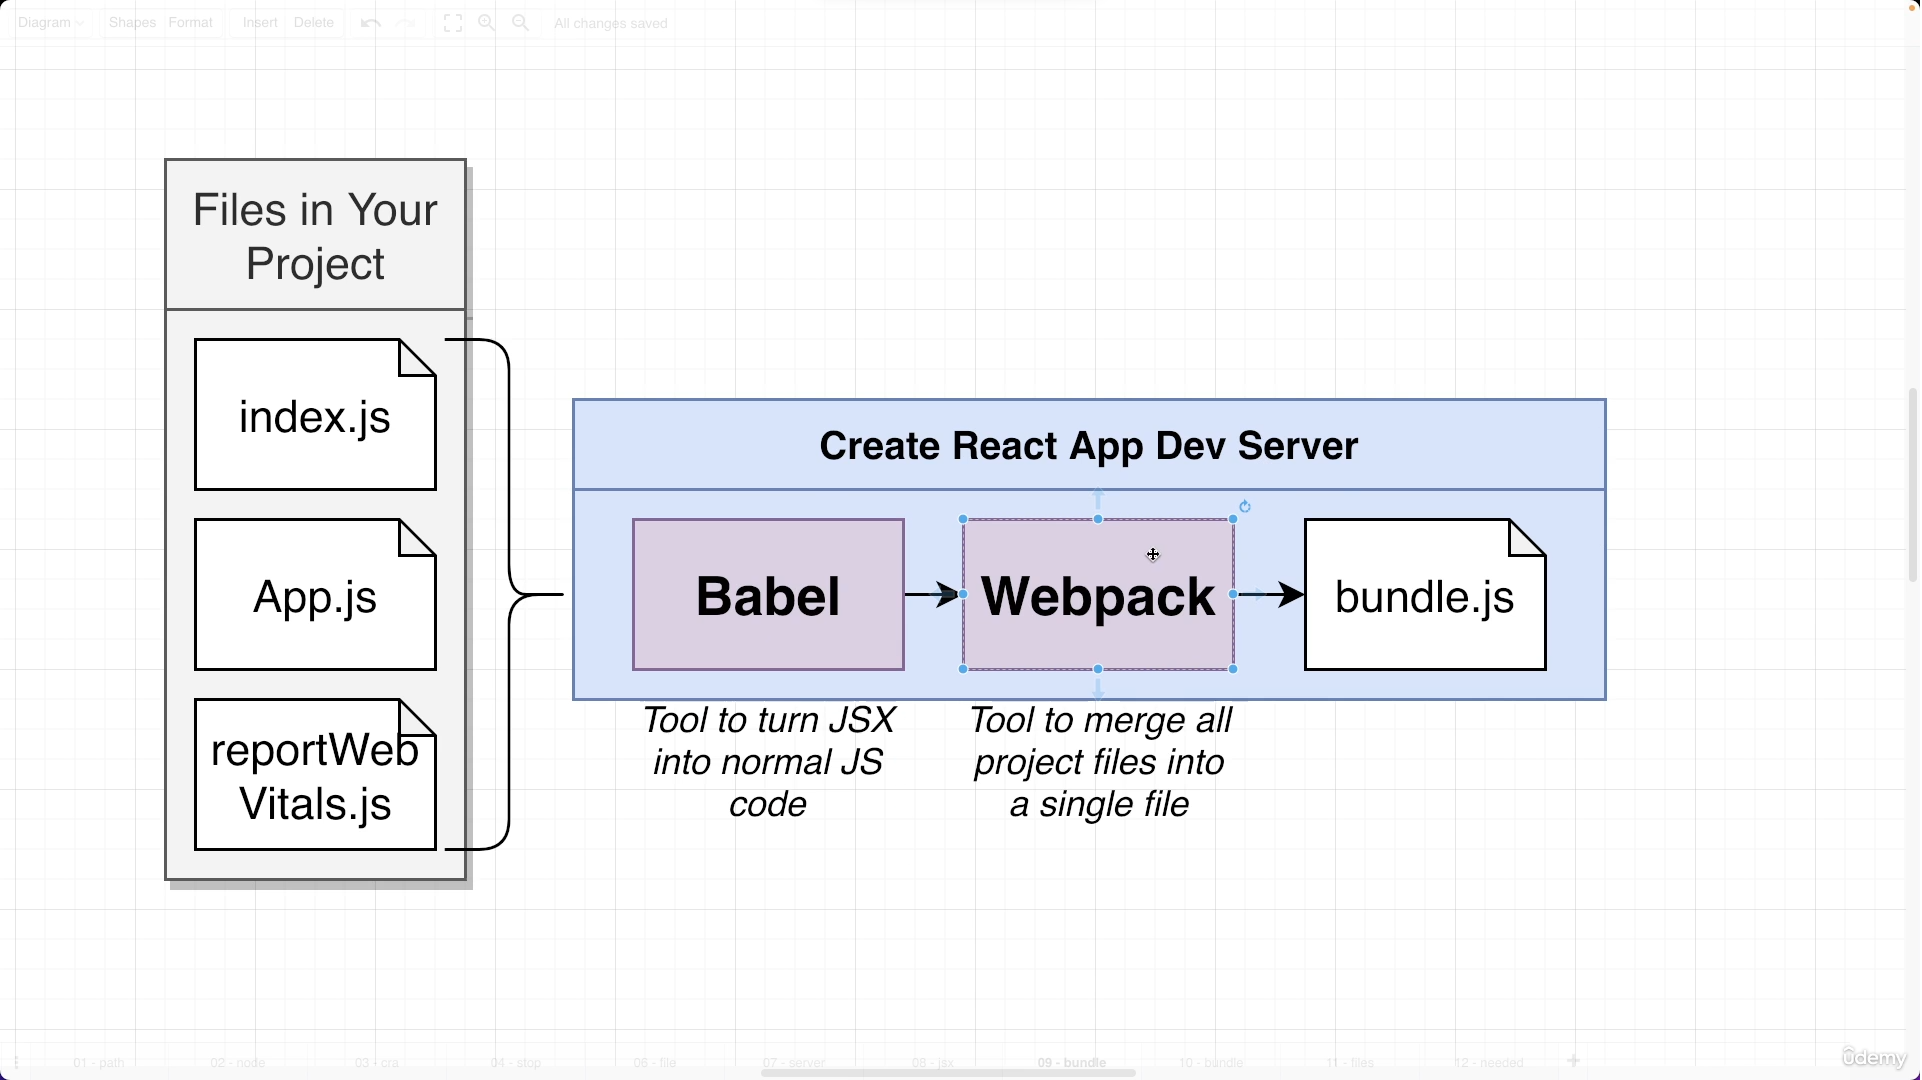 Diagram
Shapes
Format
Insert
Delete
All changes saved
Files in Your
Project
index.js
App.js
reportWeb
Vitals.js
Create React App Dev Server
Babel
Webpack
bundle.js
Tool to turn JSX
into normal JS
code
Tool to merge all
project files into
a single file
01 - path
02 - node
03 - cra
04 - stop
06 - file
07 - server
08 - jsx
09 - bundle
10 - bundle
11 - files
12 - needed
ûdemy